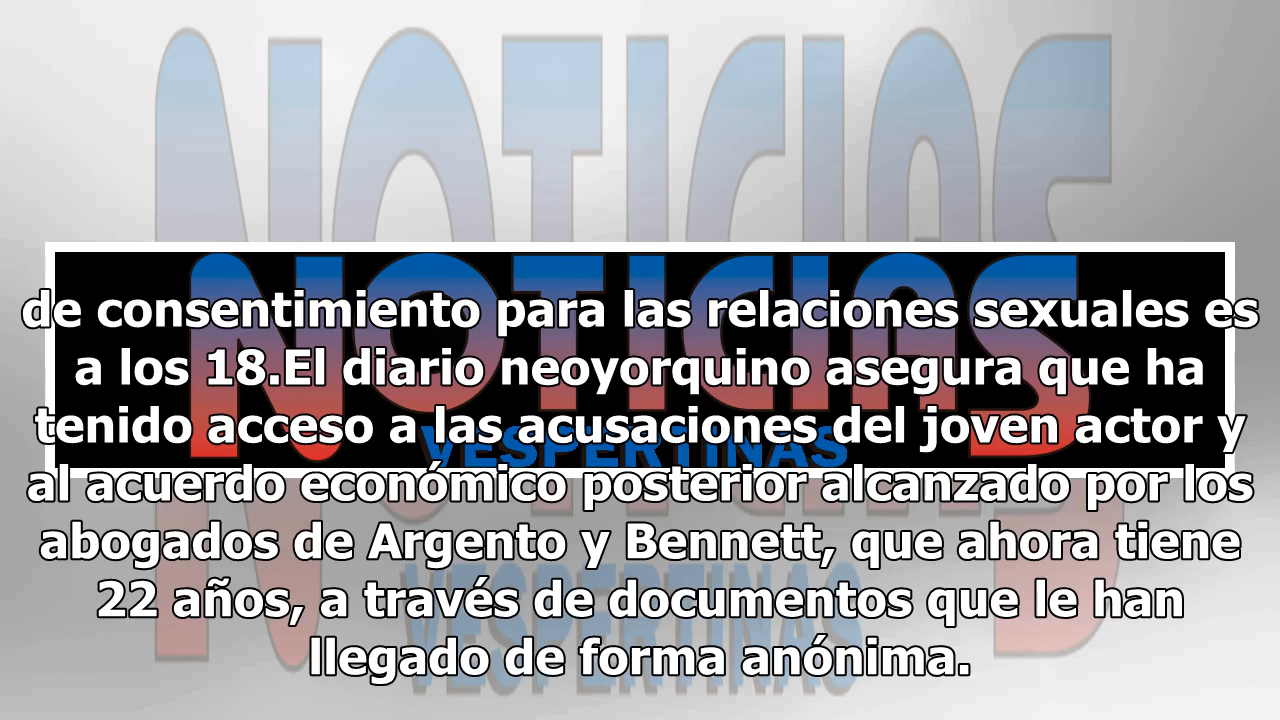 NOTICIAS
NOTICIAS
de consentimiento para las relaciones sexuales es
a los 18.El diario neoyorquino asegura que ha
tenido acceso a las acusaciones del joven actor y
VESPERTINAS
al acuerdo económico posterior alcanzado por los
abogados de Argento y Bennett, que ahora tiene
22 años, a través de documentos que le han
VESPERTINAS
llegado de forma anónima.